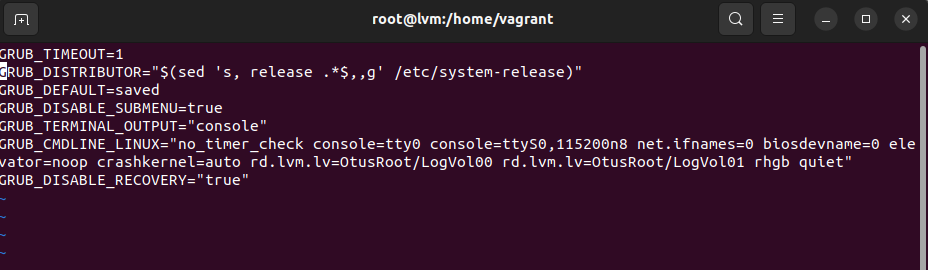 root@lvm:/home/vagrant
GRUB_TIMEOUT=1
GRUB_DISTRIBUTOR="$(sed 's, release .*$,,g' /etc/system-release)"
GRUB_DEFAULT=saved
GRUB_DISABLE_SUBMENU=true
GRUB_TERMINAL_OUTPUT="console"
GRUB_CMDLINE_LINUX="no_timer_check console=tty0 console=ttyS0,115200n8 net.ifnames=0 biosdevname=0 ele
vator=noop crashkernel=auto rd.lvm.lv=OtusRoot/LogVol00 rd.lvm.lv=OtusRoot/LogVol01 rhgb quiet"
GRUB_DISABLE_RECOVERY="true"
~
~
~
~